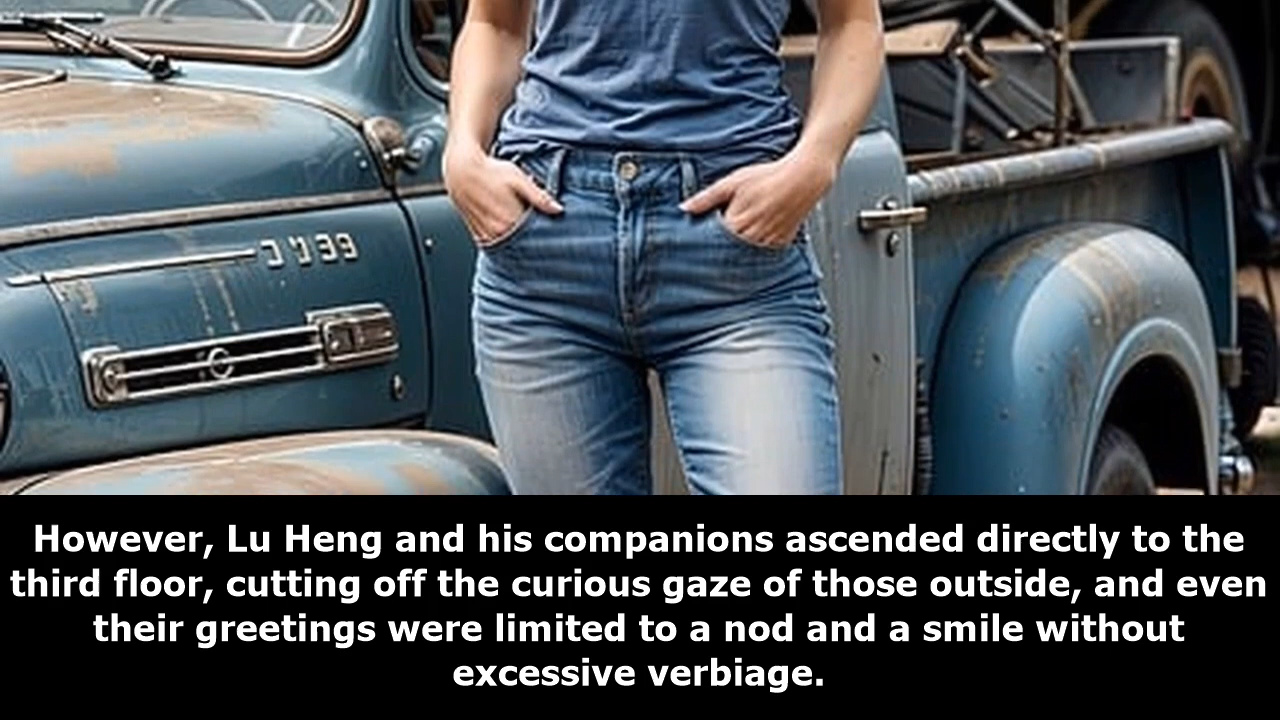 However, Lu Heng and his companions ascended directly to the
third floor, cutting off the curious gaze of those outside, and even
their greetings were limited to a nod and a smile without
excessive verbiage.